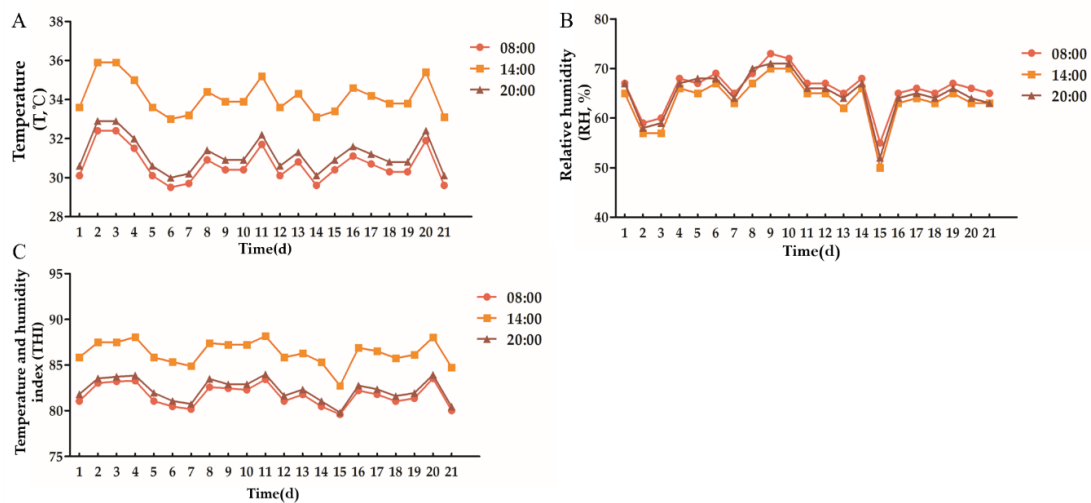 A
Temperature
(T,℃)
38
36
34
32
30
28
1 2 3 4 5 6 7 8 9 10 11 12 13 14 15 16 17 18 19 20 21
Time(d)
08:00
14:00
20:00
B
Relative humidity
(RH, %)
80
70
60
50
40
1 2 3 4 5 6 7 8 9 10 11 12 13 14 15 16 17 18 19 20 21
Time(d)
08:00
14:00
20:00
C
Temperature and humidity
index (THI)
95
90
85
80
75
1 2 3 4 5 6 7 8 9 10 11 12 13 14 15 16 17 18 19 20 21
Time(d)
08:00
14:00
20:00